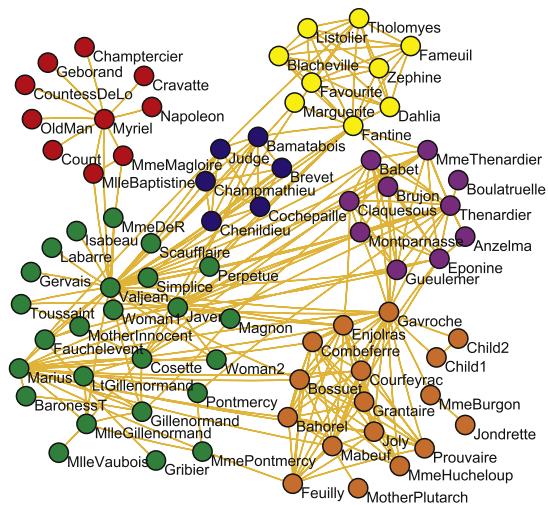 Tholomyes
Listolier
Champtercier
Fameuil
Geborand
Blacheville
Zephine
CountessDeLo
Cravatte
Favourite
Napoleon
Marguerite
Dahlia
OldMan
Myriel
Fantine
Bamatabois
Count
MmeMagloire
Judge
MmeThenardier
MlleBaptistine
Brevet
Babet
Boulatruelle
Champmathieu
Brujon
Claquesous
Thenardier
MmeDeR
Cochepaille
Isabeau
Chenildieu
Montparnasse
Anzelma
Labarre
Scaufflaire
Eponine
Gervais
Simplice
Perpetue
Gueulemer
Valjean
Toussaint
Woman1
Javert
Gavroche
MotherInnocent
Magnon
Enjolras
Child2
Fauchelevent
Combeferre
Child1
Marius
Cosette
Woman2
Courfeyrac
LtGillenormand
Bossuet
BaronessT
Pontmercy
Grantaire
MmeBurgon
Gillenormand
Bahorel
MlleGillenormand
Joly
Jondrette
MlleVaubois
MmePontmercy
Mabeuf
Prouvaire
Gribier
MmeHucheloup
Feuilly
MotherPlutarch